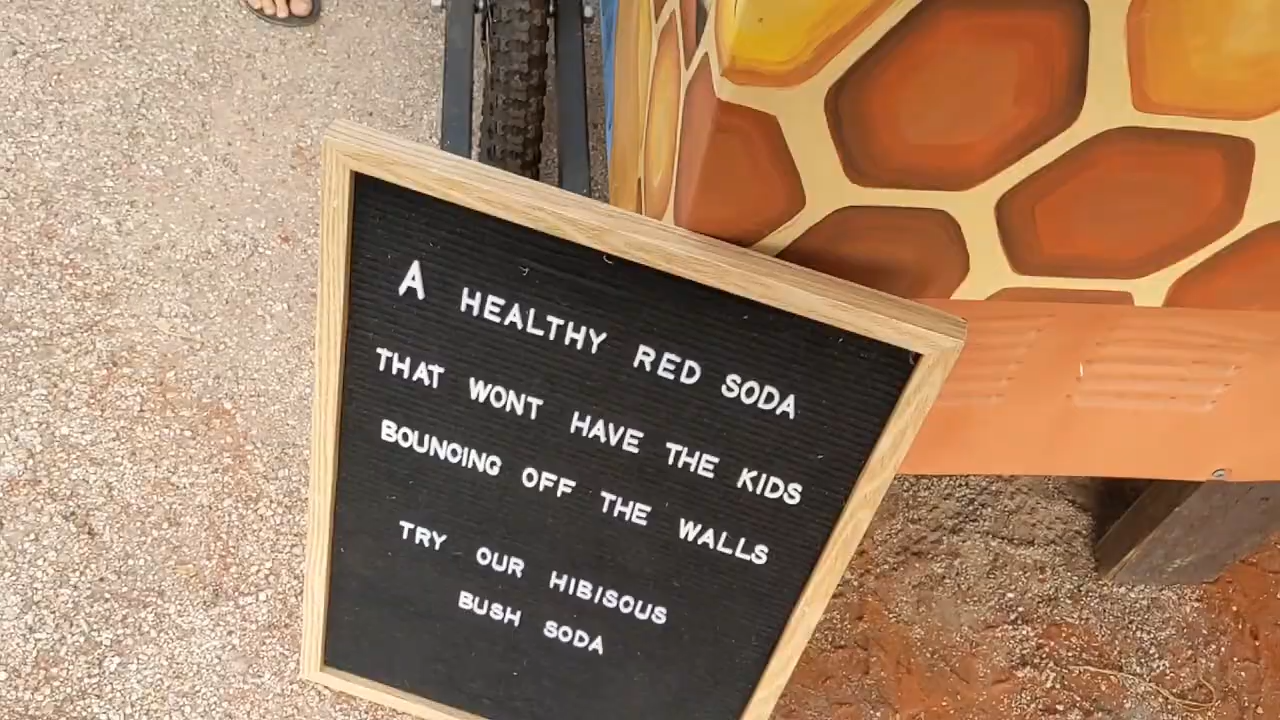 A HEALTHY RED SODA
THAT WONT HAVE THE KIDS
BOUNCING OFF THE WALLS
TRY OUR HIBISOUS
BUSH SODA